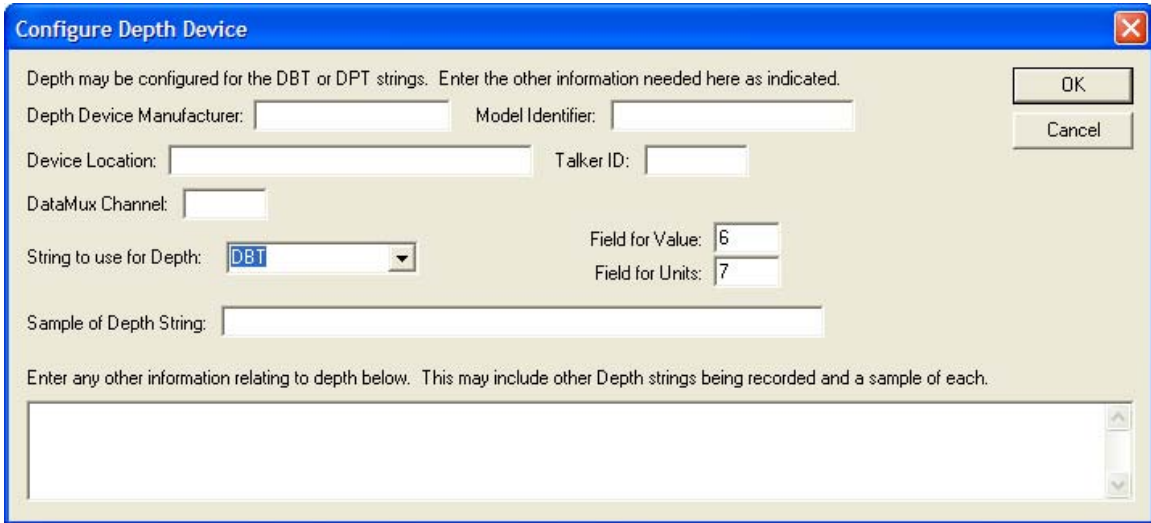 Configure Depth Device
Depth may be configured for the DBT or DPT strings.  Enter the other information needed here as indicated.
OK
Depth Device Manufacturer:
Model Identifier:
Cancel
Device Location:
Talker ID:
DataMux Channel:
Field for Value: 6
String to use for Depth: DBT
Field for Units: 7
Sample of Depth String:
Enter any other information relating to depth below.  This may include other Depth strings being recorded and a sample of each.